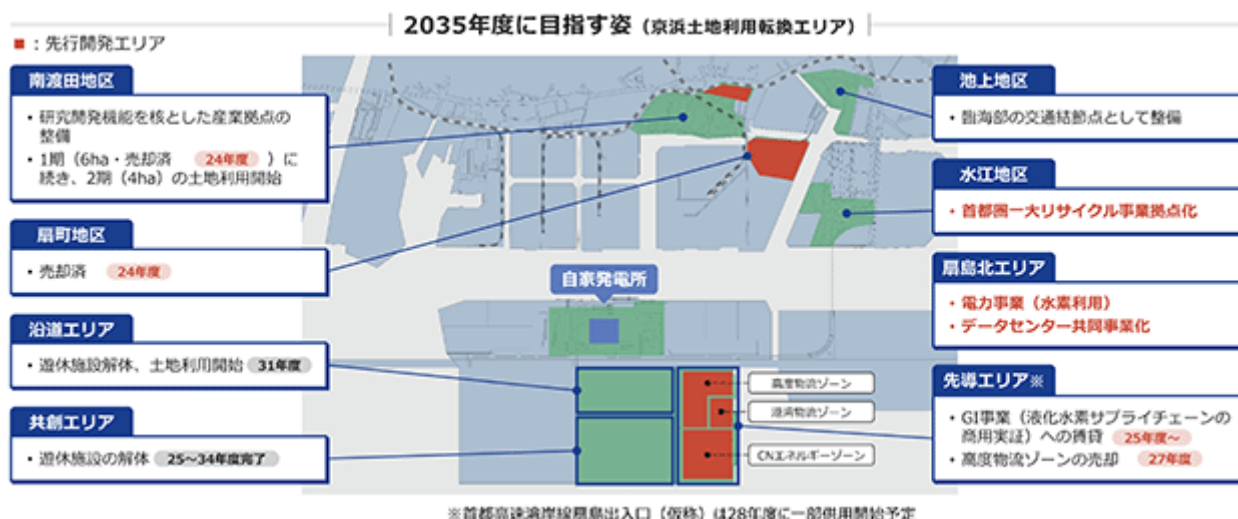 2035年度に目指す姿（京浜土地利用転換エリア）
■：先行開発エリア
南渡田地区
・研究開発機能を核とした産業拠点の
整備
・1期（6ha・売却済 24年度 ）に
続き、2期（4ha）の土地利用開始
扇町地区
・売却済 24年度
沿道エリア
・遊休施設解体、土地利用開始 31年度
共創エリア
・遊休施設の解体 25～34年度完了
自家発電所
高度物流ゾーン
港湾物流ゾーン
CNエネルギーゾーン
池上地区
・臨海部の交通結節点として整備
水江地区
・首都圏一大リサイクル事業拠点化
扇島北エリア
・電力事業（水素利用）
・データセンター共同事業化
先導エリア※
・GI事業（液化水素サプライチェーンの
商用実証）への賃貸 25年度～
・高度物流ゾーンの売却 27年度
※首都高速湾岸線扇島出入口（仮称）は28年度に一部供用開始予定